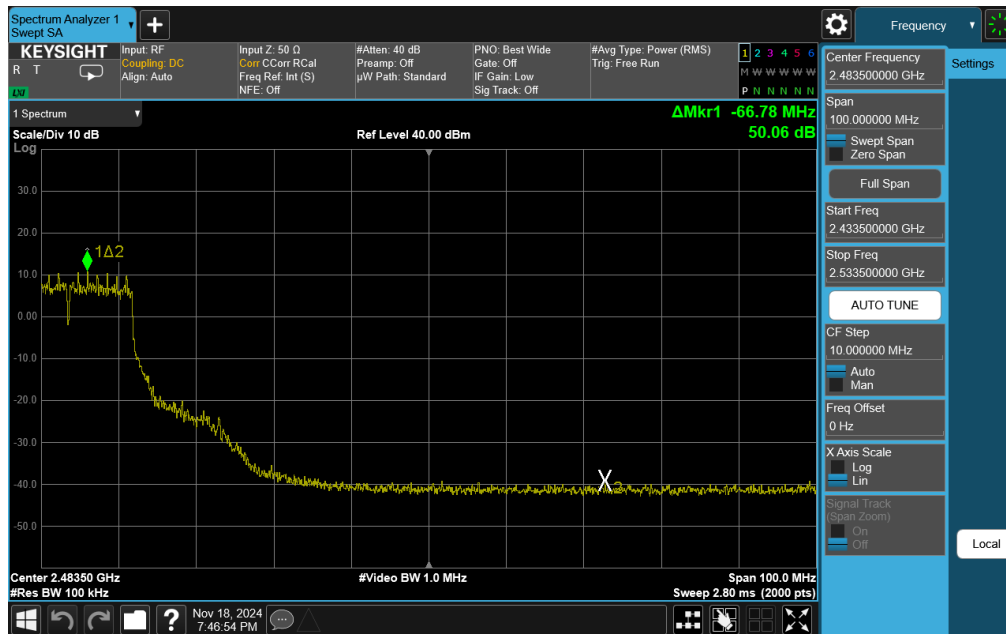 Spectrum Analyzer 1
Swept SA
Frequency
KEYSIGHT
R T
LXI
Input: RF
Coupling: DC
Align: Auto
Input Z: 50 Ω
Corr CCorr RCal
Freq Ref: Int (S)
NFE: Off
#Atten: 40 dB
Preamp: Off
µW Path: Standard
PNO: Best Wide
Gate: Off
IF Gain: Low
Sig Track: Off
#Avg Type: Power (RMS)
Trig: Free Run
1 2 3 4 5 6
M W W W W W
P N N N N N
1 Spectrum
Scale/Div 10 dB
Ref Level 40.00 dBm
ΔMkr1 -66.78 MHz
50.06 dB
Log
30.0
20.0
10.0
0.00
-10.0
-20.0
-30.0
-40.0
-50.0
1Δ2
X2
Center 2.48350 GHz
#Res BW 100 kHz
#Video BW 1.0 MHz
Span 100.0 MHz
Sweep 2.80 ms (2000 pts)
Nov 18, 2024
7:46:54 PM
Center Frequency
2.483500000 GHz
Span
100.000000 MHz
Swept Span
Zero Span
Full Span
Start Freq
2.433500000 GHz
Stop Freq
2.533500000 GHz
AUTO TUNE
CF Step
10.000000 MHz
Auto
Man
Freq Offset
0 Hz
X Axis Scale
Log
Lin
Signal Track
(Span Zoom)
On
Off
Settings
Local